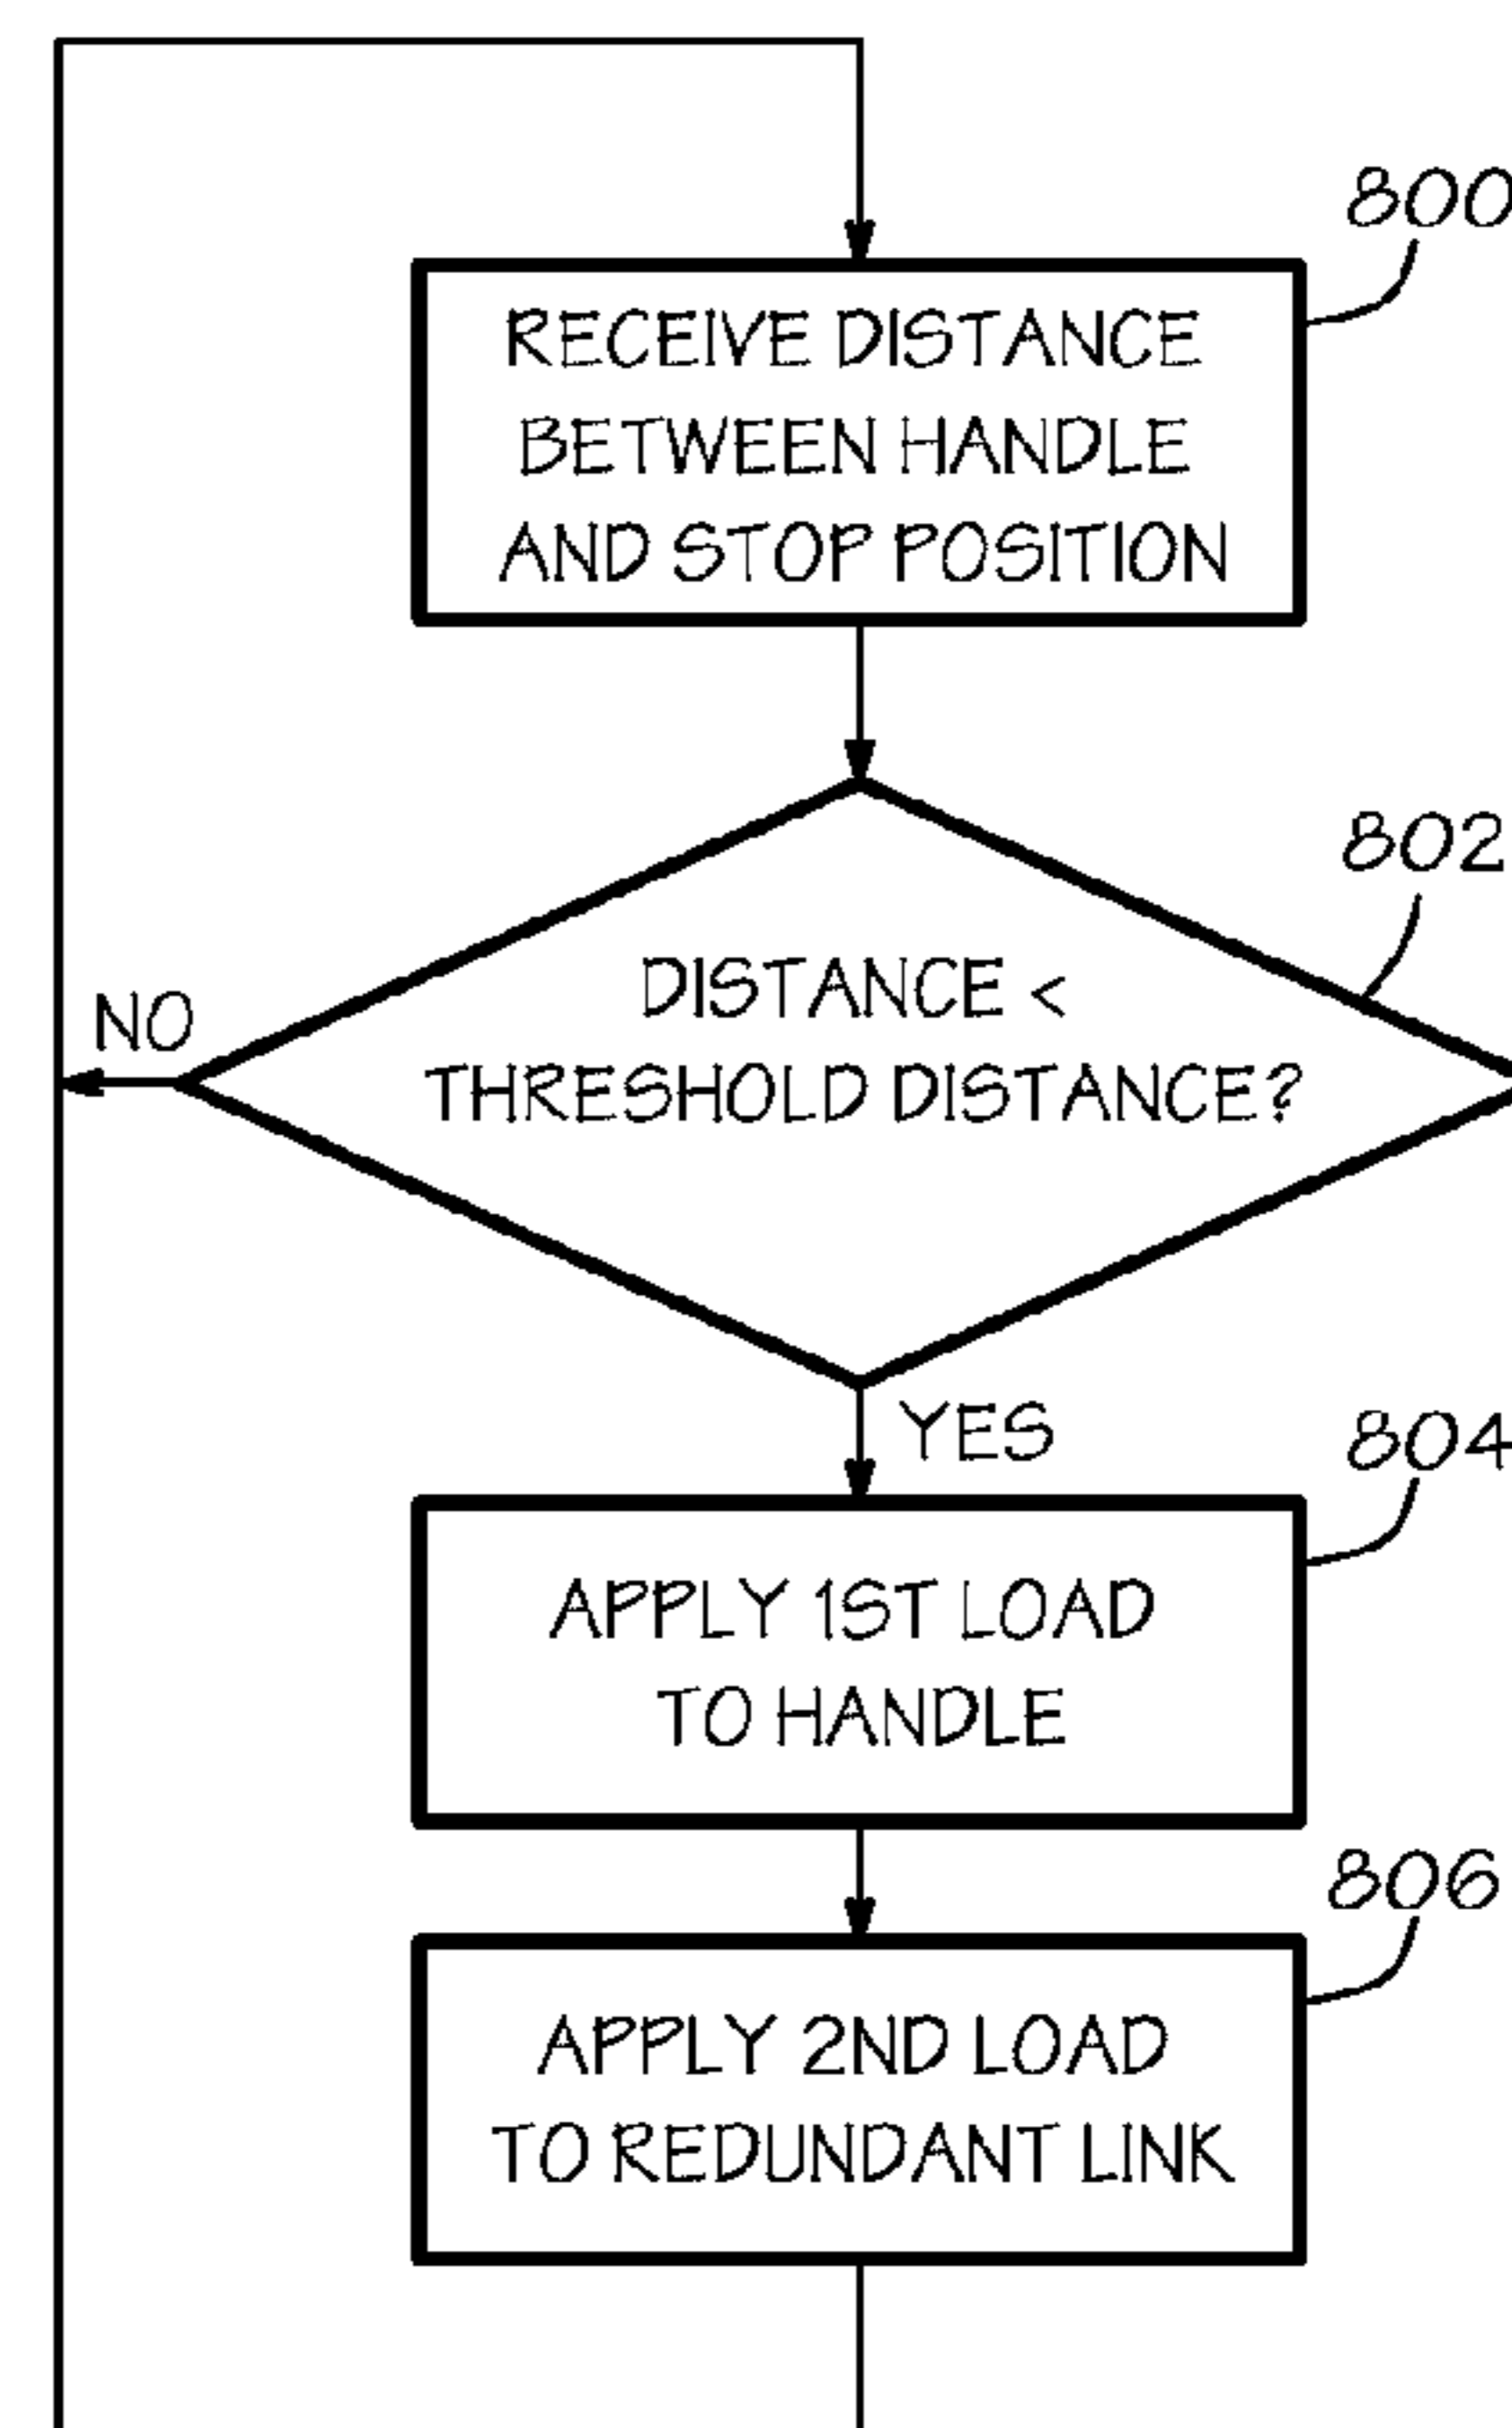 800
RECEIVE DISTANCE
BETWEEN HANDLE
AND STOP POSITION
802
DISTANCE <
THRESHOLD DISTANCE?
NO
YES
804
APPLY 1ST LOAD
TO HANDLE
806
APPLY 2ND LOAD
TO REDUNDANT LINK